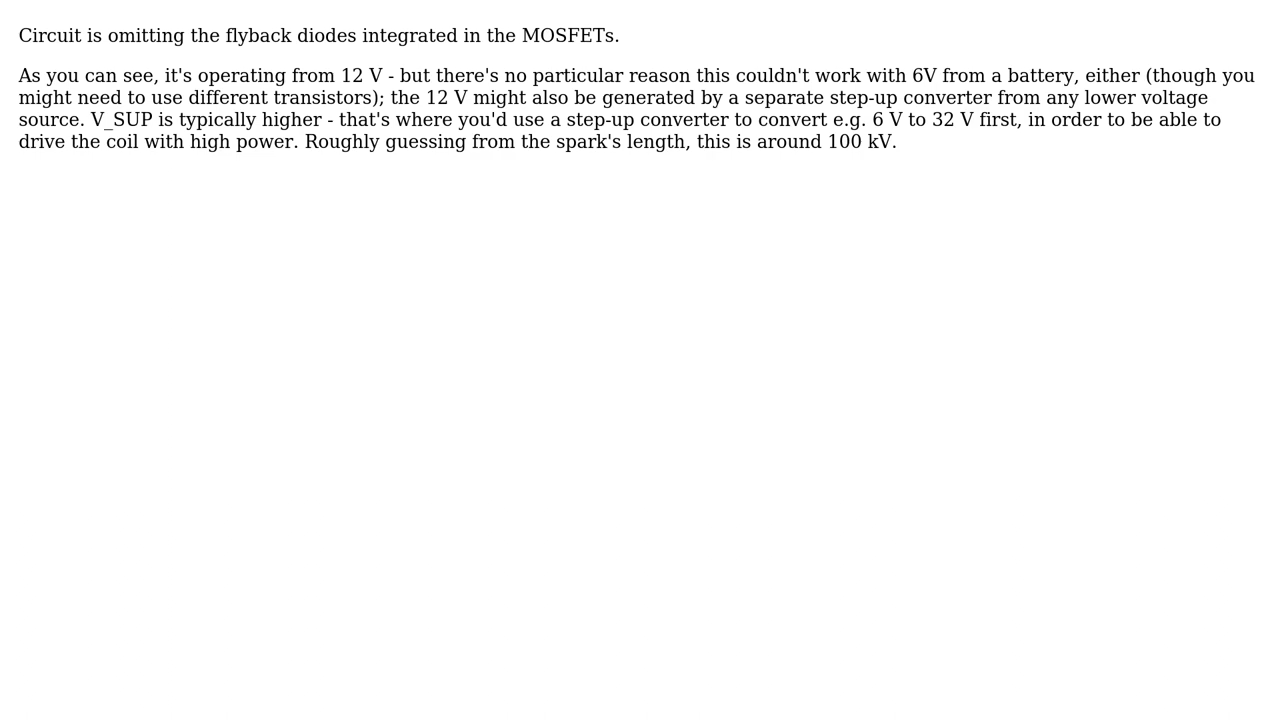 Circuit is omitting the flyback diodes integrated in the MOSFETs.
As you can see, it's operating from 12 V - but there's no particular reason this couldn't work with 6V from a battery, either (though you
might need to use different transistors); the 12 V might also be generated by a separate step-up converter from any lower voltage
source. V_SUP is typically higher - that's where you'd use a step-up converter to convert e.g. 6 V to 32 V first, in order to be able to
drive the coil with high power. Roughly guessing from the spark's length, this is around 100 kV.